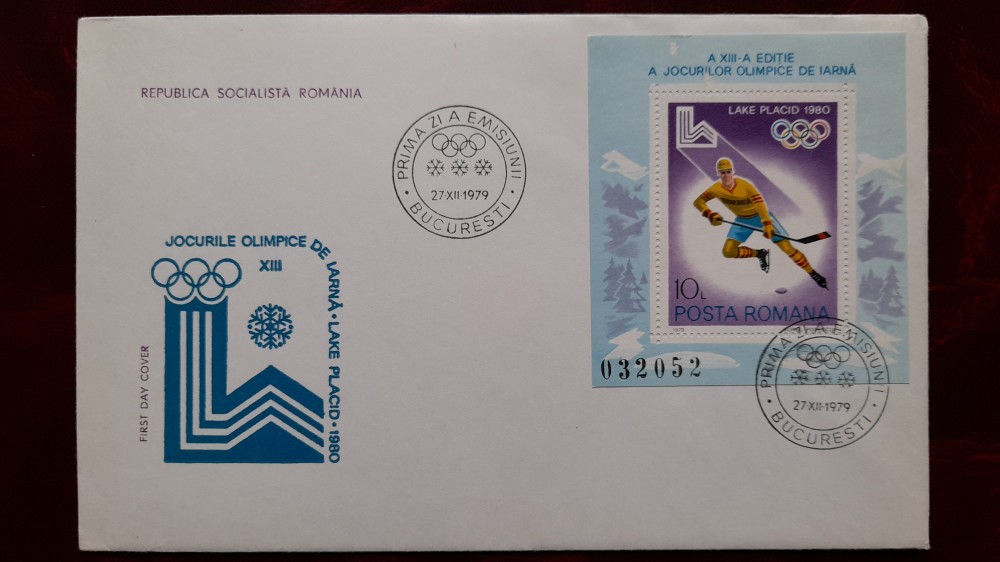 REPUBLICA SOCIALISTĂ ROMÂNIA
PRIMA ZI A EMISIUNII
27·XII·1979
· BUCUREȘTI ·
A XIII-A EDIȚIE
A JOCURILOR OLIMPICE DE IARNĂ
LAKE PLACID 1980
10L
POSTA ROMANA
1979
032052
PRIMA ZI A EMISIUNII
27·XII·1979
· BUCUREȘTI ·
JOCURILE OLIMPICE DE IARNĂ · LAKE PLACID · 1980
XIII
FIRST DAY COVER